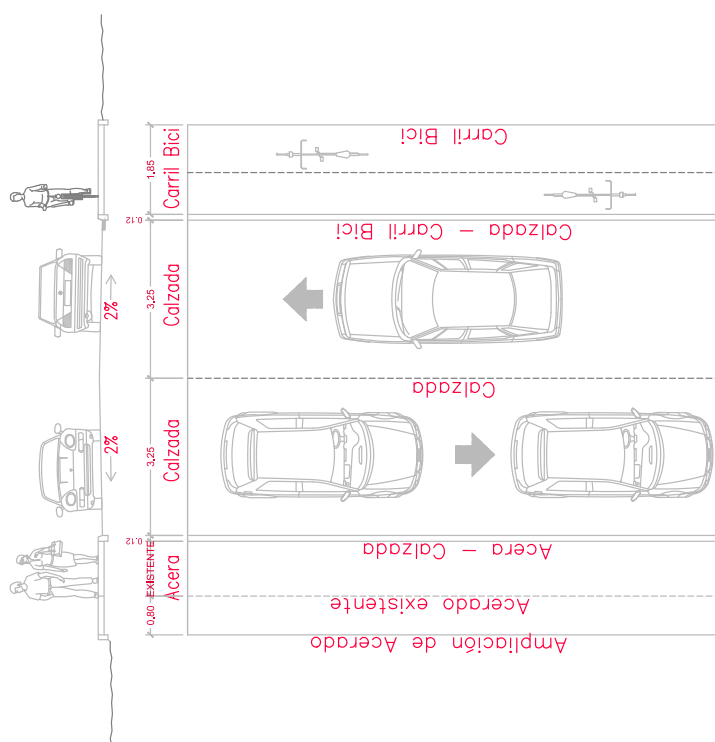 Carril Bici
1,85
Carril Bici
0.12
Calzada – Carril Bici
Calzada
3,25
2%
Calzada
Calzada
3,25
2%
0.12
Acera – Calzada
Acera
EXISTENTE
0,80
Acerado existente
Ampliación de Acerado